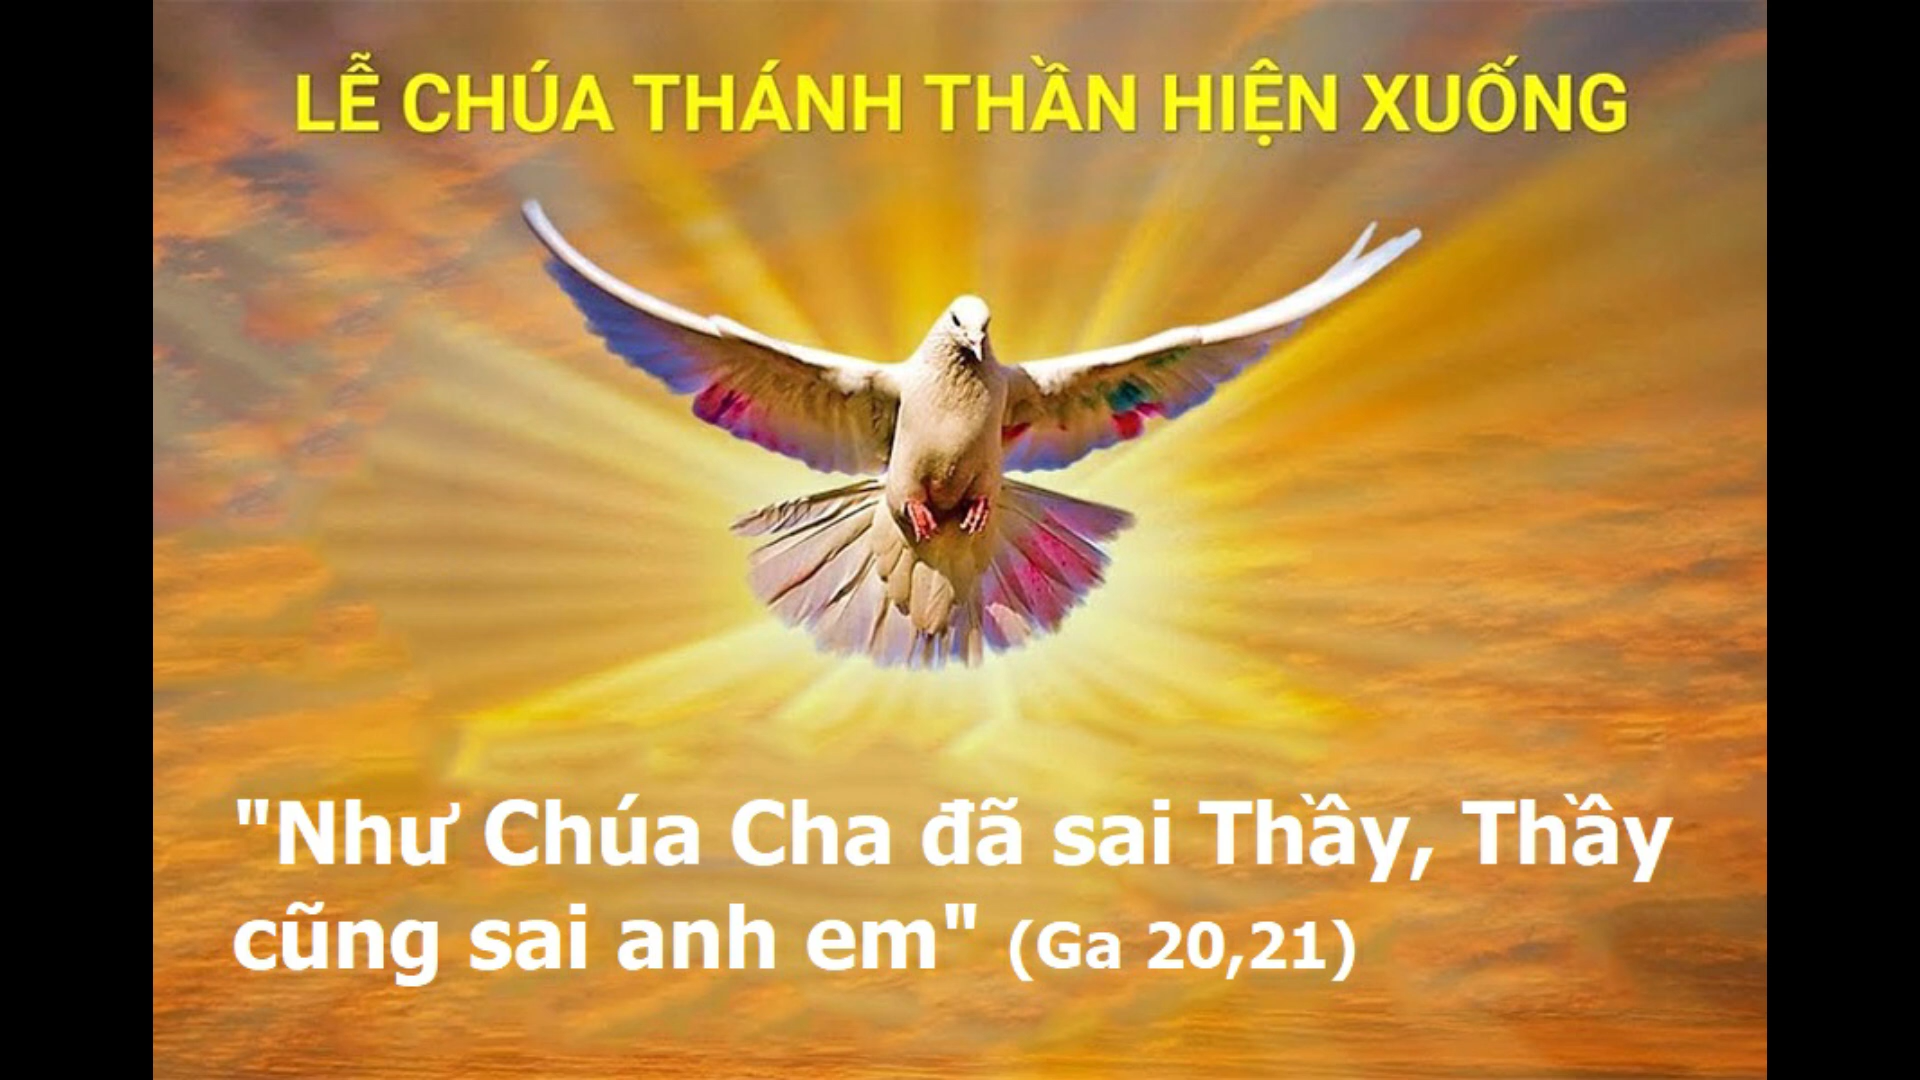 LỄ CHÚA THÁNH THẦN HIỆN XUỐNG
"Như Chúa Cha đã sai Thầy, Thầy
cũng sai anh em" (Ga 20,21)